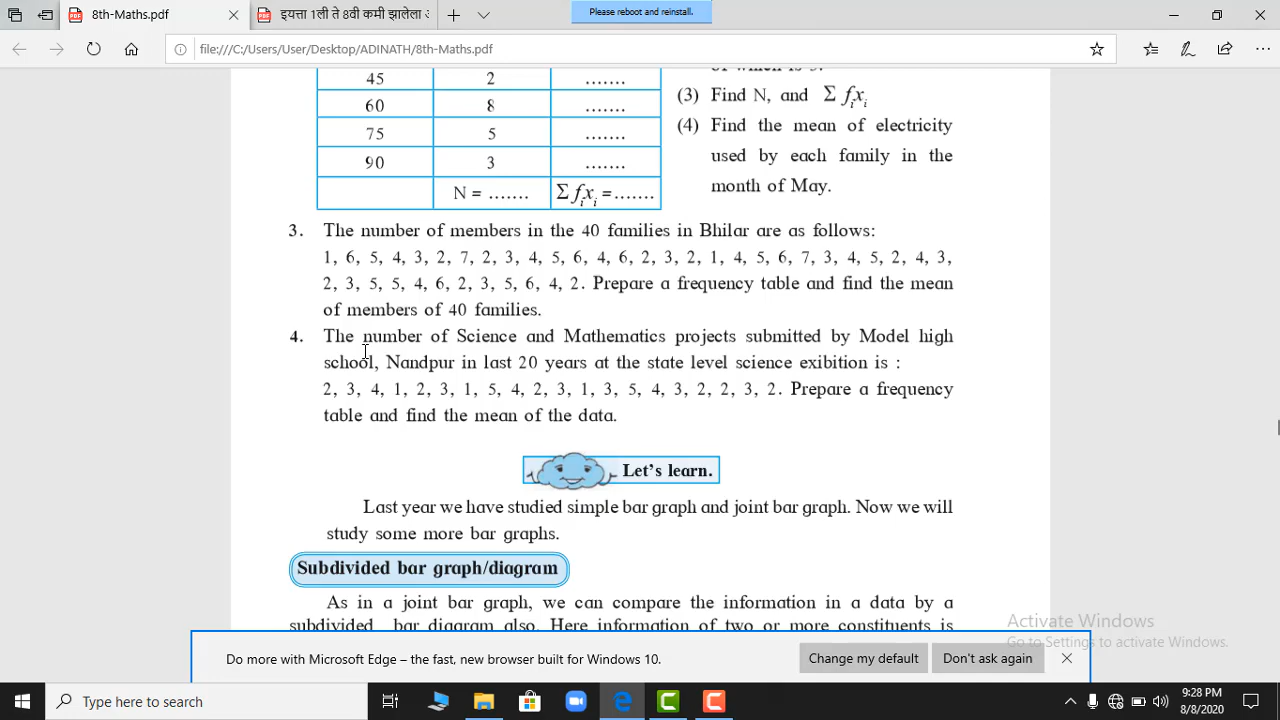 8th-Maths.pdf
इयत्ता 1ली ते 8वी कमी झालेला
Please reboot and reinstall.
file:///C:/Users/User/Desktop/ADINATH/8th-Maths.pdf
45 2 .......
60 8 .......
(3) Find N, and Σ fᵢxᵢ
75 5 .......
(4) Find the mean of electricity
used by each family in the
90 3 .......
month of May.
N = ....... Σ fᵢxᵢ =.......
3. The number of members in the 40 families in Bhilar are as follows:
1, 6, 5, 4, 3, 2, 7, 2, 3, 4, 5, 6, 4, 6, 2, 3, 2, 1, 4, 5, 6, 7, 3, 4, 5, 2, 4, 3,
2, 3, 5, 5, 4, 6, 2, 3, 5, 6, 4, 2. Prepare a frequency table and find the mean
of members of 40 families.
4. The number of Science and Mathematics projects submitted by Model high
school, Nandpur in last 20 years at the state level science exibition is :
2, 3, 4, 1, 2, 3, 1, 5, 4, 2, 3, 1, 3, 5, 4, 3, 2, 2, 3, 2. Prepare a frequency
table and find the mean of the data.
Let's learn.
Last year we have studied simple bar graph and joint bar graph. Now we will
study some more bar graphs.
Subdivided bar graph/diagram
As in a joint bar graph, we can compare the information in a data by a
subdivided bar diagram also. Here information of two or more constituents is
Activate Windows
Go to Settings to activate Windows.
Do more with Microsoft Edge – the fast, new browser built for Windows 10.
Change my default
Don't ask again
Type here to search
9:28 PM
8/8/2020